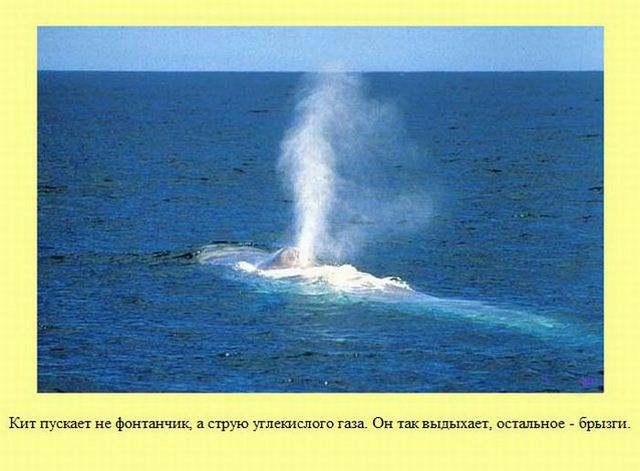 Кит пускает не фонтанчик, а струю углекислого газа. Он так выдыхает, остальное - брызги.